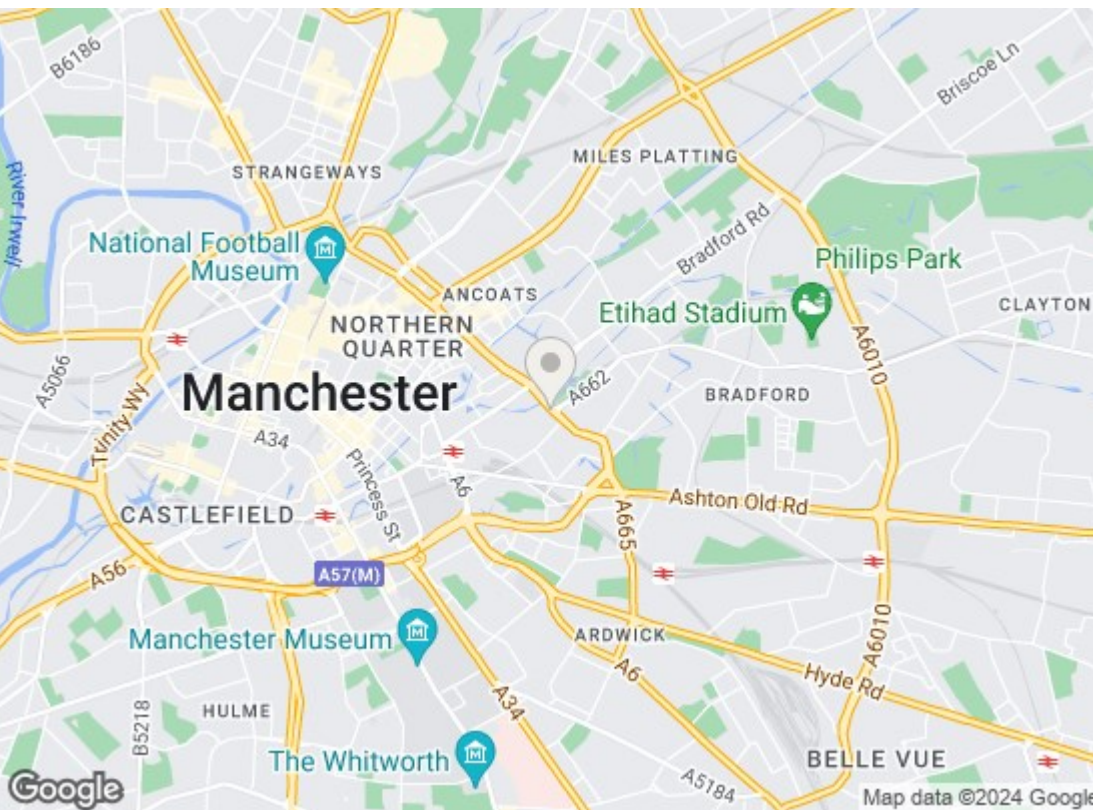 B6186
Briscoe Ln
MILES PLATTING
STRANGEWAYS
River Irwell
Bradford Rd
National Football
Museum
Philips Park
ANCOATS
Etihad Stadium
CLAYTON
NORTHERN
QUARTER
A6010
A5066
Manchester
A662
BRADFORD
Trinity Wy
A34
Princess St
A6
Ashton Old Rd
CASTLEFIELD
A665
A56
A57(M)
A6010
Manchester Museum
ARDWICK
A6
Hyde Rd
A34
HULME
B5218
The Whitworth
BELLE VUE
A5184
Google
Map data ©2024 Google